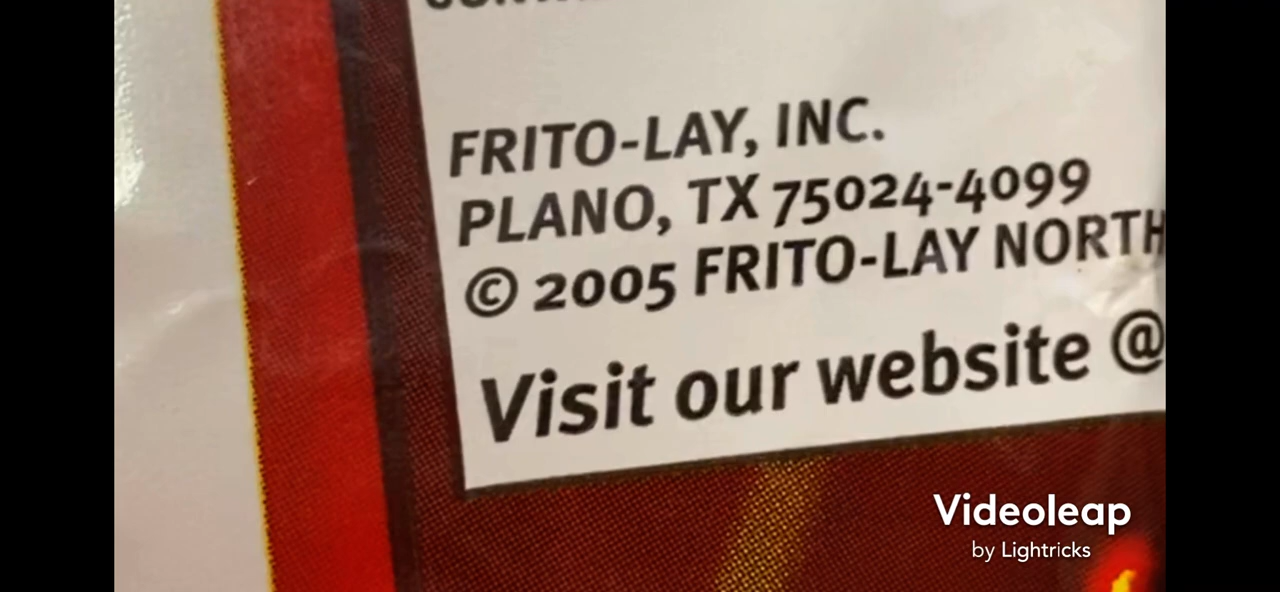 FRITO-LAY, INC.
PLANO, TX 75024-4099
© 2005 FRITO-LAY NORTH
Visit our website @
Videoleap
by Lightricks